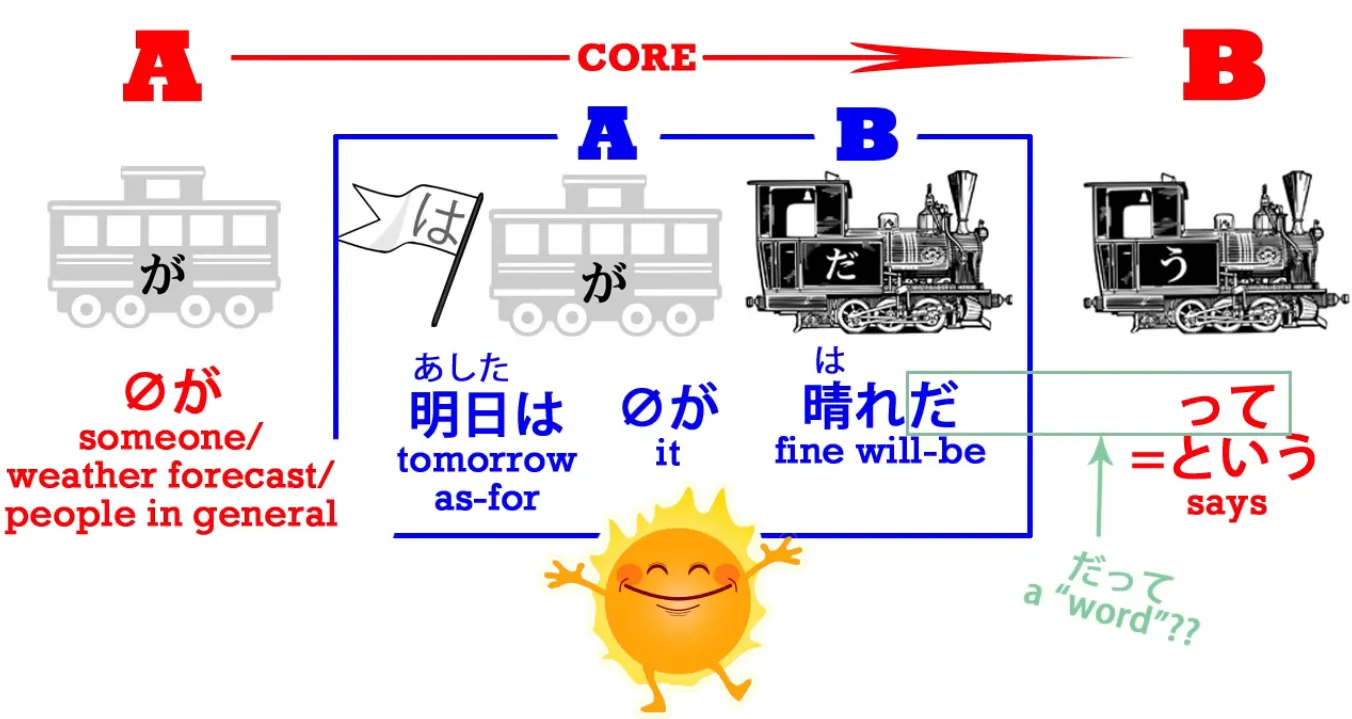 A CORE B
A B
が は が だ う
あした
は
∅が
明日は
∅が
晴れだ
って
someone/
weather forecast/
people in general
tomorrow
as-for
it
fine will-be
=という
says
だって
a “word”??